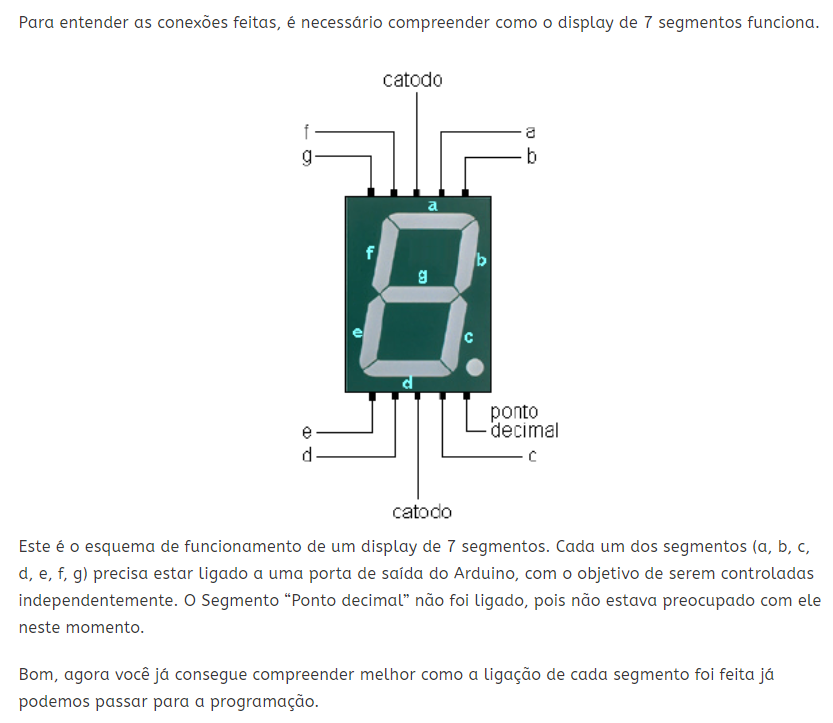 Para entender as conexões feitas, é necessário compreender como o display de 7 segmentos funciona.
catodo
f
a
g
b
a
f
b
g
e
c
d
ponto
decimal
e
d
c
catodo
Este é o esquema de funcionamento de um display de 7 segmentos. Cada um dos segmentos (a, b, c,
d, e, f, g) precisa estar ligado a uma porta de saída do Arduino, com o objetivo de serem controladas
independentemente. O Segmento “Ponto decimal” não foi ligado, pois não estava preocupado com ele
neste momento.
Bom, agora você já consegue compreender melhor como a ligação de cada segmento foi feita já
podemos passar para a programação.